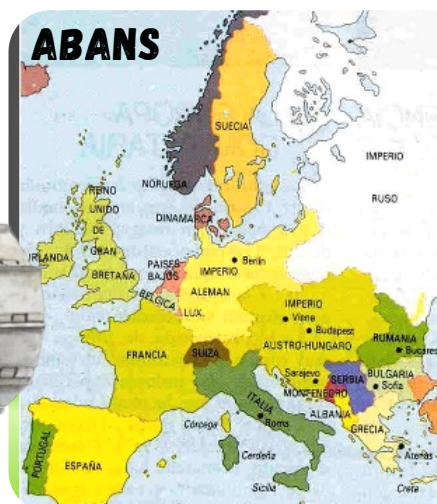 ABANS
SUECIA
IMPERIO
RUSO
NORUEGA
REINO
UNIDO
DE
GRAN
BRETAÑA
DINAMARCA
IRLANDA
PAISES
BAJOS
Berlín
IMPERIO
ALEMAN
BELGICA
LUX.
IMPERIO
Viena
Budapest
AUSTRO-HUNGARO
RUMANIA
Bucares
FRANCIA
SUIZA
Sarajevo
SERBIA
BULGARIA
Sofia
MONTENEGRO
ITALIA
Roma
ALBANIA
GRECIA
Córcega
Cerdeña
PORTUGAL
ESPAÑA
Atenas
Sicilia
Creta